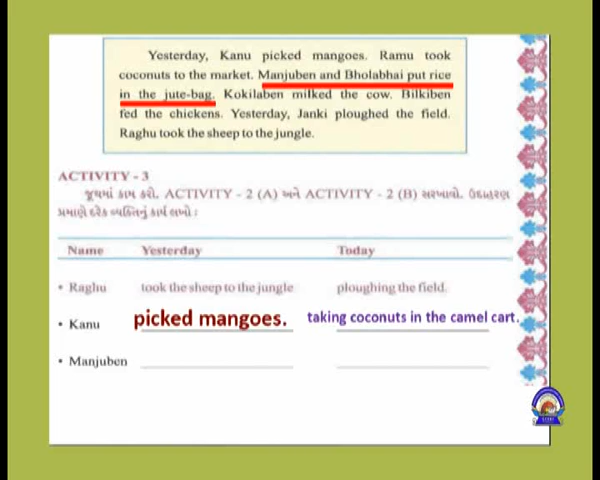 Yesterday, Kanu picked mangoes. Ramu took
coconuts to the market. Manjuben and Bholabhai put rice
in the jute-bag. Kokilaben milked the cow. Bilkiben
fed the chickens. Yesterday, Janki ploughed the field.
Raghu took the sheep to the jungle.
ACTIVITY - 3
જૂથમાં કામ કરો. ACTIVITY - 2 (A) અને ACTIVITY - 2 (B) સરખાવો. ઉદાહરણ
પ્રમાણે દરેક વ્યક્તિનું કાર્ય લખો :
Name Yesterday Today
• Raghu took the sheep to the jungle ploughing the field.
• Kanu picked mangoes. taking coconuts in the camel cart.
• Manjuben